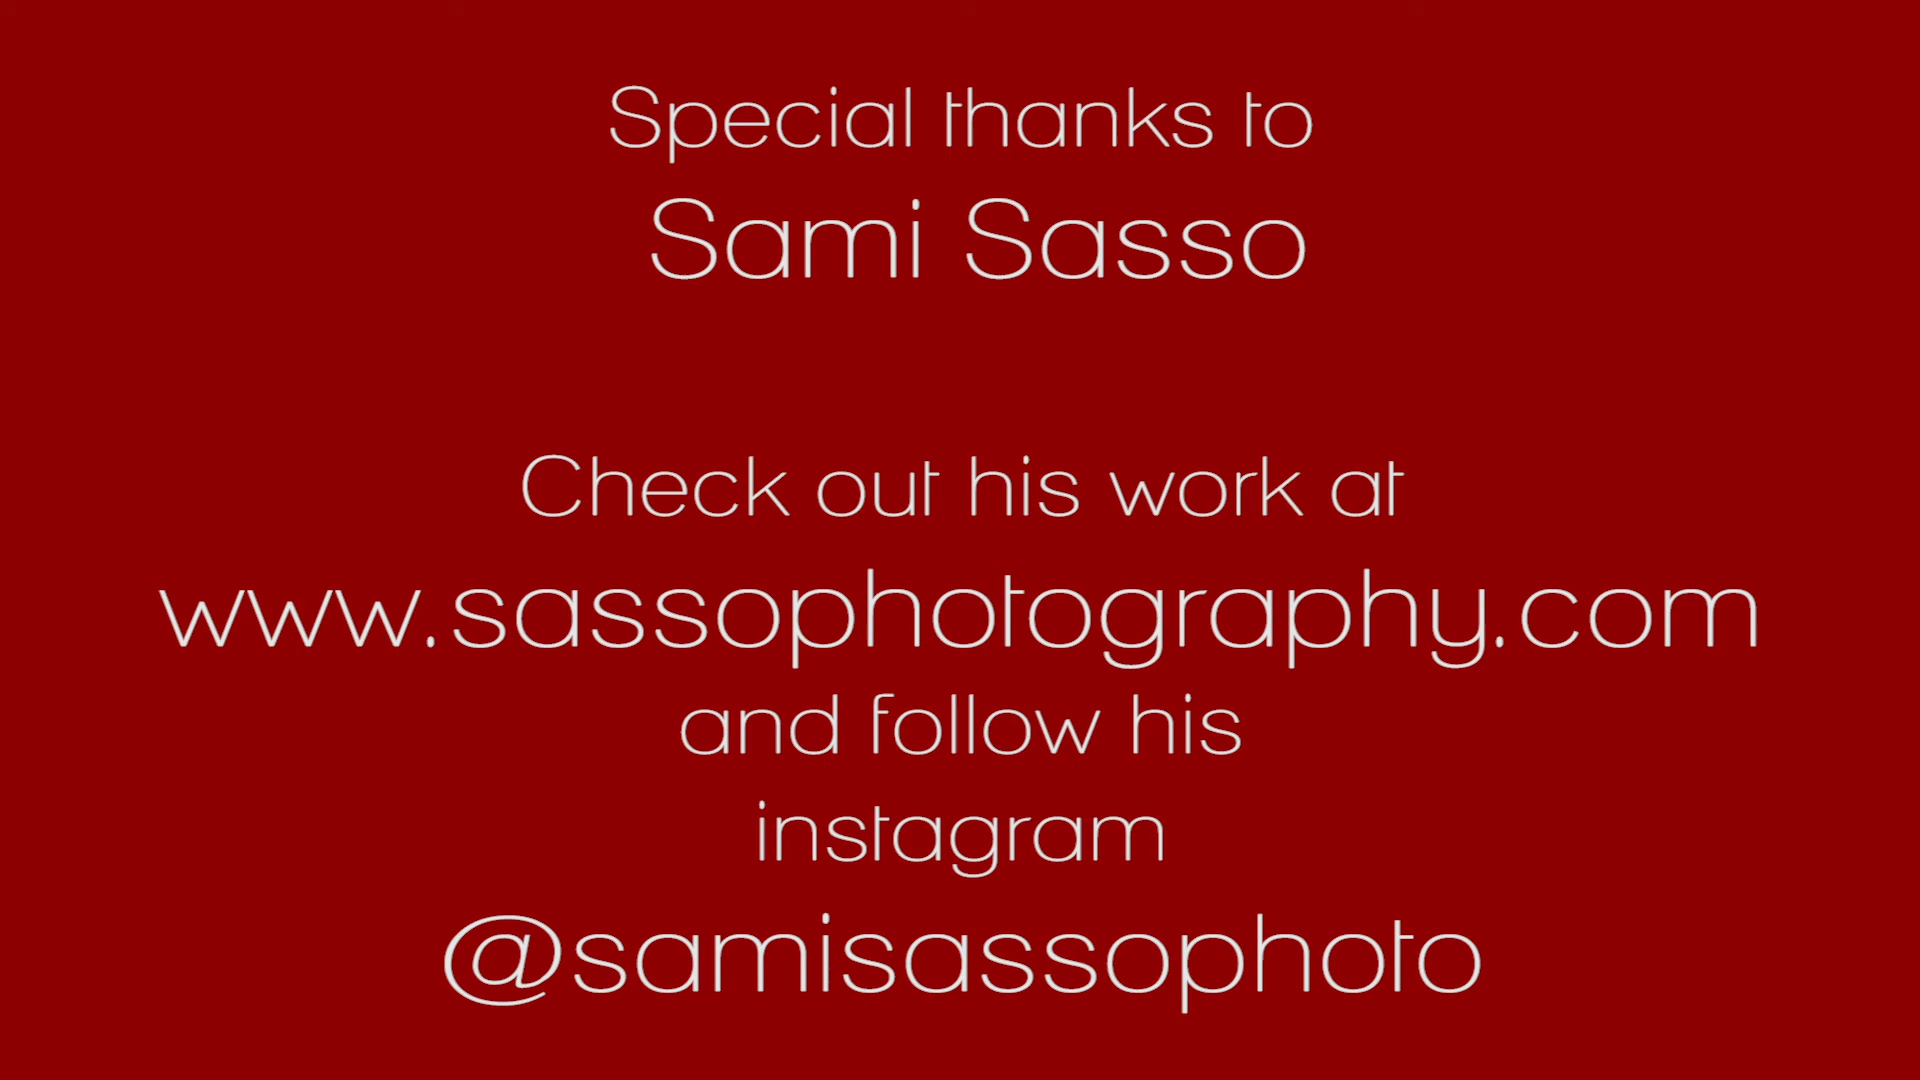 Special thanks to
Sami Sasso
Check out his work at
www.sassophotography.com
and follow his
instagram
@samisassophoto